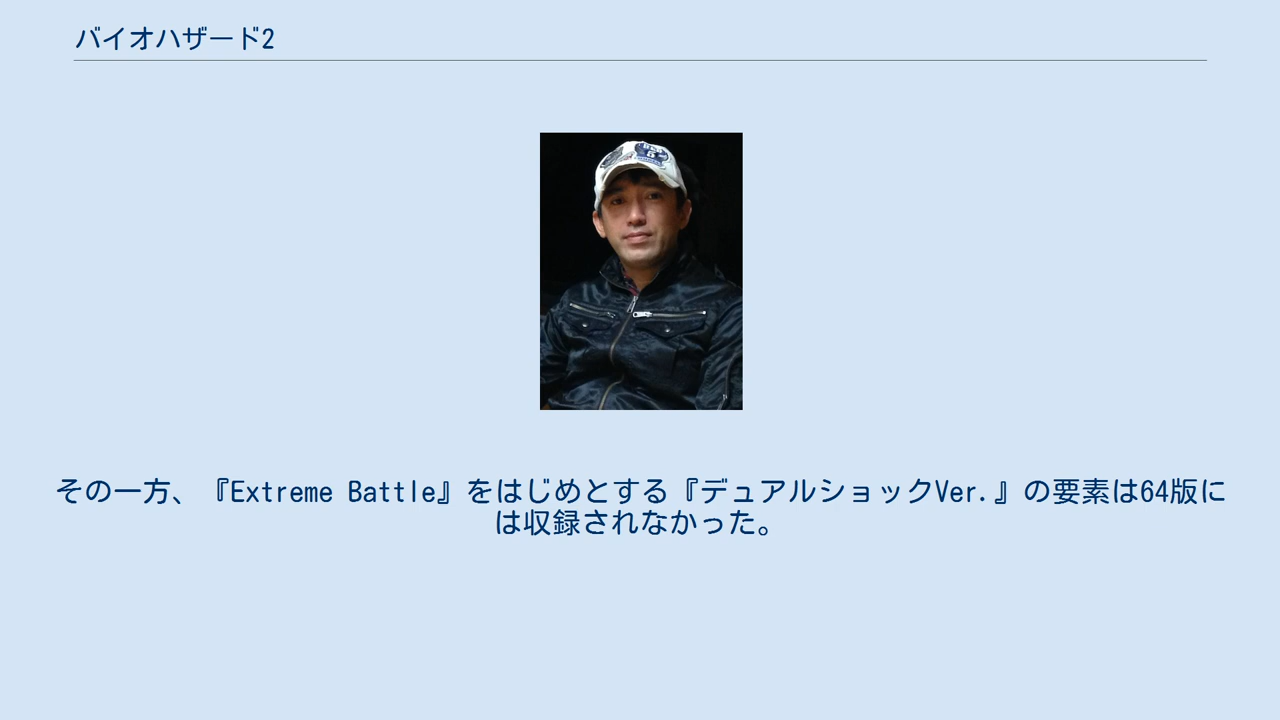 バイオハザード2
その一方、『Extreme Battle』をはじめとする『デュアルショックVer.』の要素は64版に
は収録されなかった。